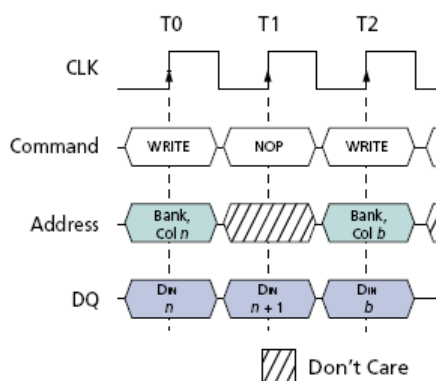 T0 T1 T2
CLK
Command WRITE NOP WRITE
Address Bank, Col n Bank, Col b
DQ DIN n DIN n + 1 DIN b
Don't Care